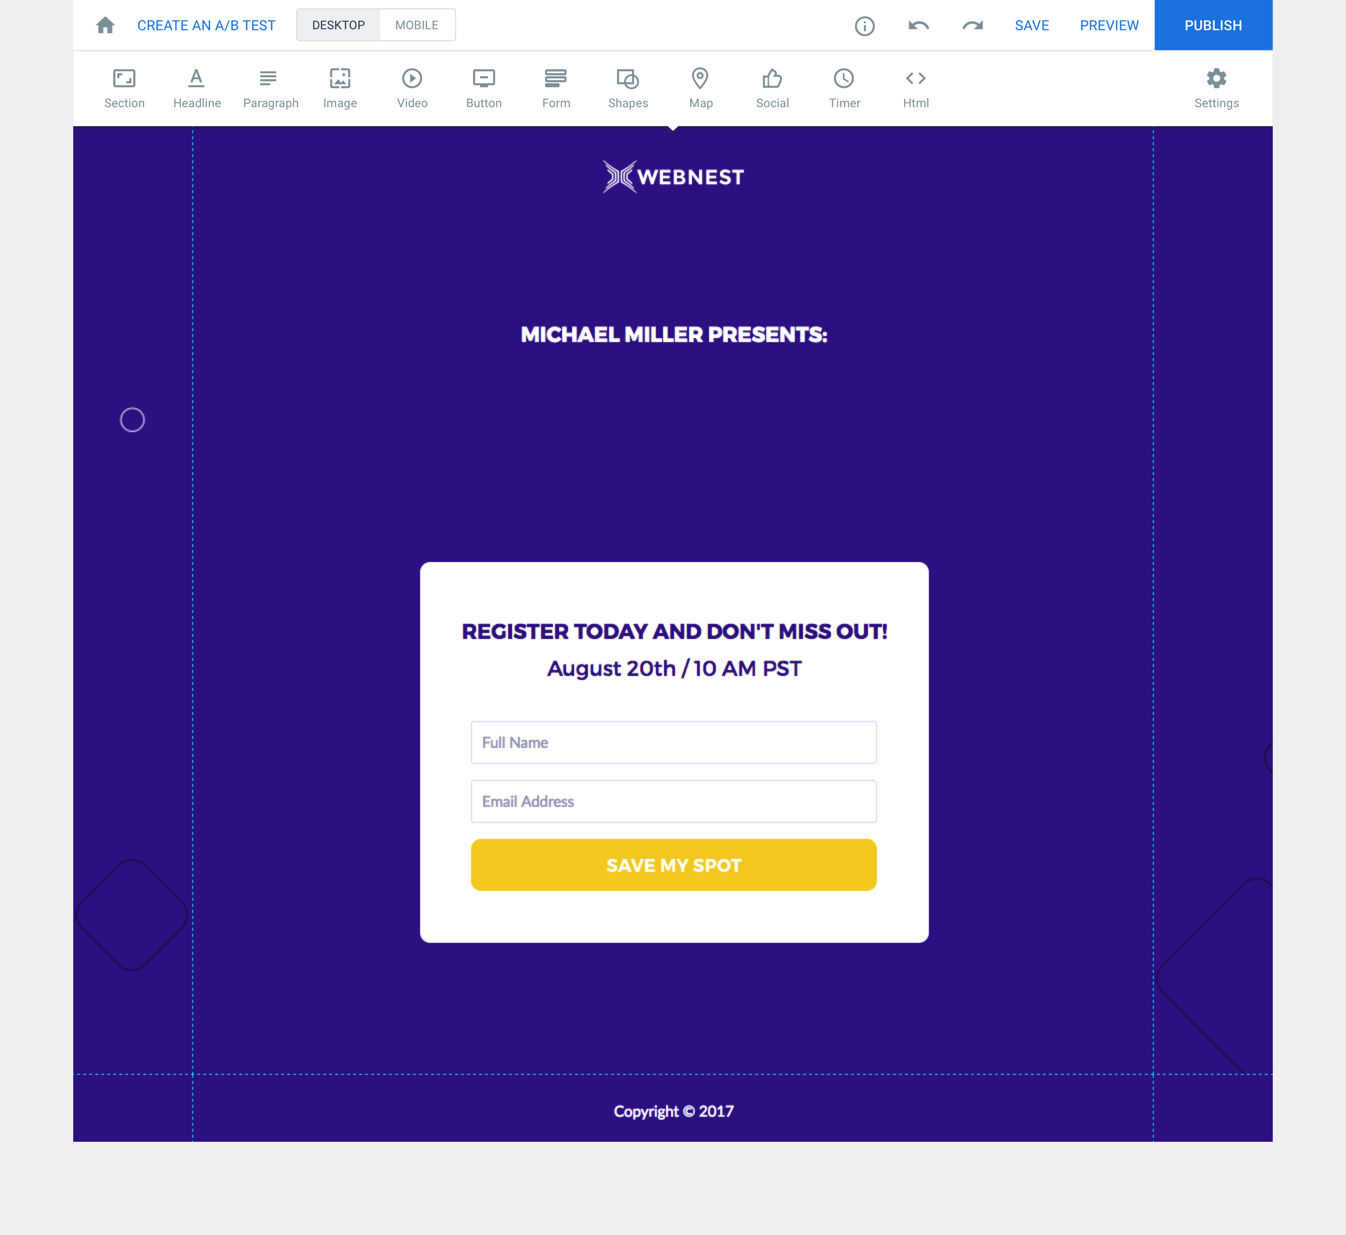 CREATE AN A/B TEST DESKTOP MOBILE SAVE PREVIEW PUBLISH
Section Headline Paragraph Image Video Button Form Shapes Map Social Timer Html Settings
WEBNEST
MICHAEL MILLER PRESENTS:
REGISTER TODAY AND DON'T MISS OUT!
August 20th / 10 AM PST
Full Name
Email Address
SAVE MY SPOT
Copyright © 2017